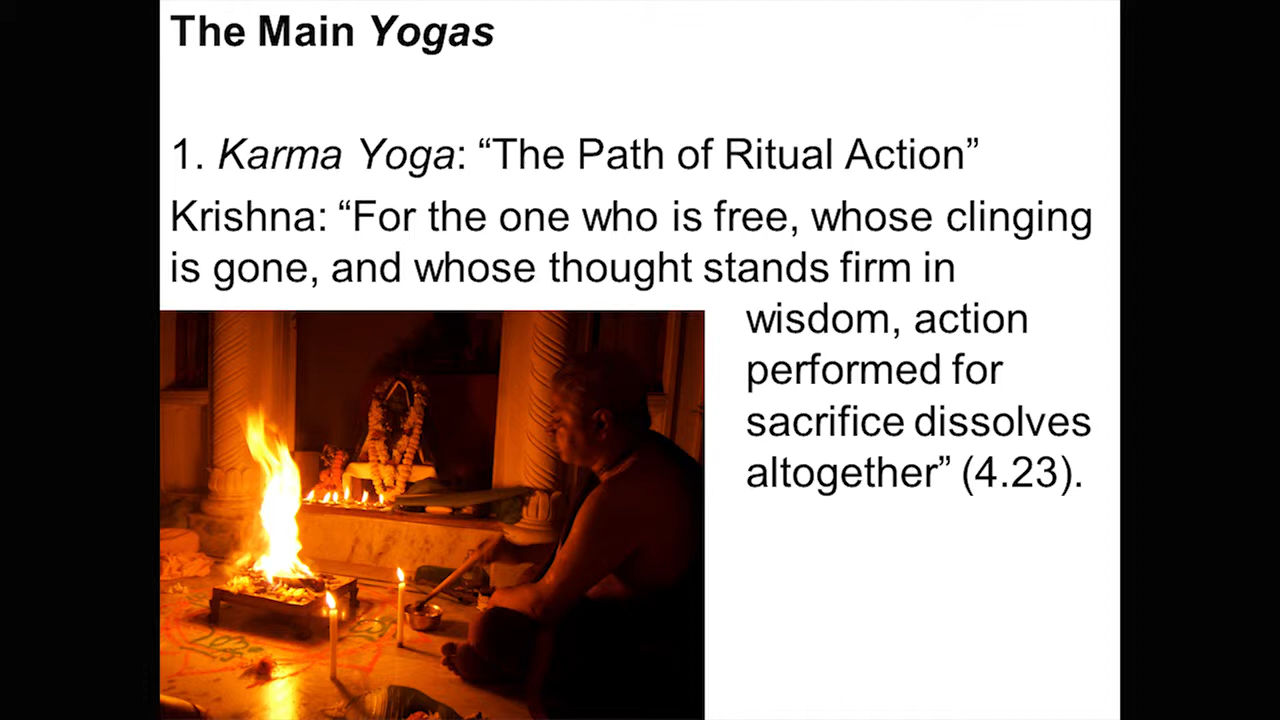 The Main Yogas
1. Karma Yoga: “The Path of Ritual Action”
Krishna: “For the one who is free, whose clinging
is gone, and whose thought stands firm in
wisdom, action
performed for
sacrifice dissolves
altogether” (4.23).